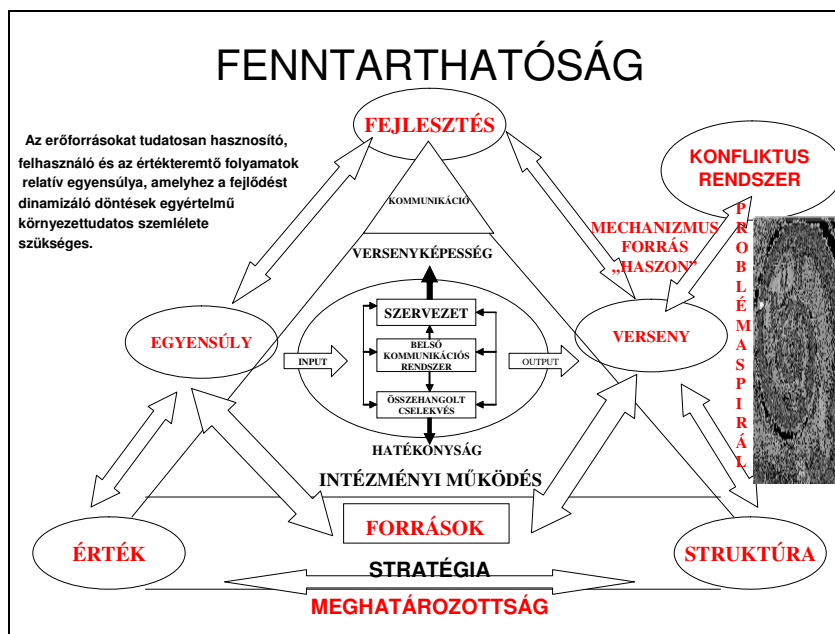 FENNTARTHATÓSÁG
Az erőforrásokat tudatosan hasznosító,
felhasználó és az értékteremtő folyamatok
relatív egyensúlya, amelyhez a fejlődést
dinamizáló döntések egyértelmű
környezettudatos szemlélete
szükséges.
FEJLESZTÉS
KONFLIKTUS
RENDSZER
KOMMUNIKÁCIÓ
MECHANIZMUS
FORRÁS
„HASZON”
PROBLÉMASPIRÁL
VERSENYKÉPESSÉG
EGYENSÚLY
INPUT
SZERVEZET
BELSŐ
KOMMUNIKÁCIÓS
RENDSZER
ÖSSZEHANGOLT
CSELEKVÉS
OUTPUT
VERSENY
HATÉKONYSÁG
INTÉZMÉNYI MŰKÖDÉS
ÉRTÉK
FORRÁSOK
STRUKTÚRA
STRATÉGIA
MEGHATÁROZOTTSÁG